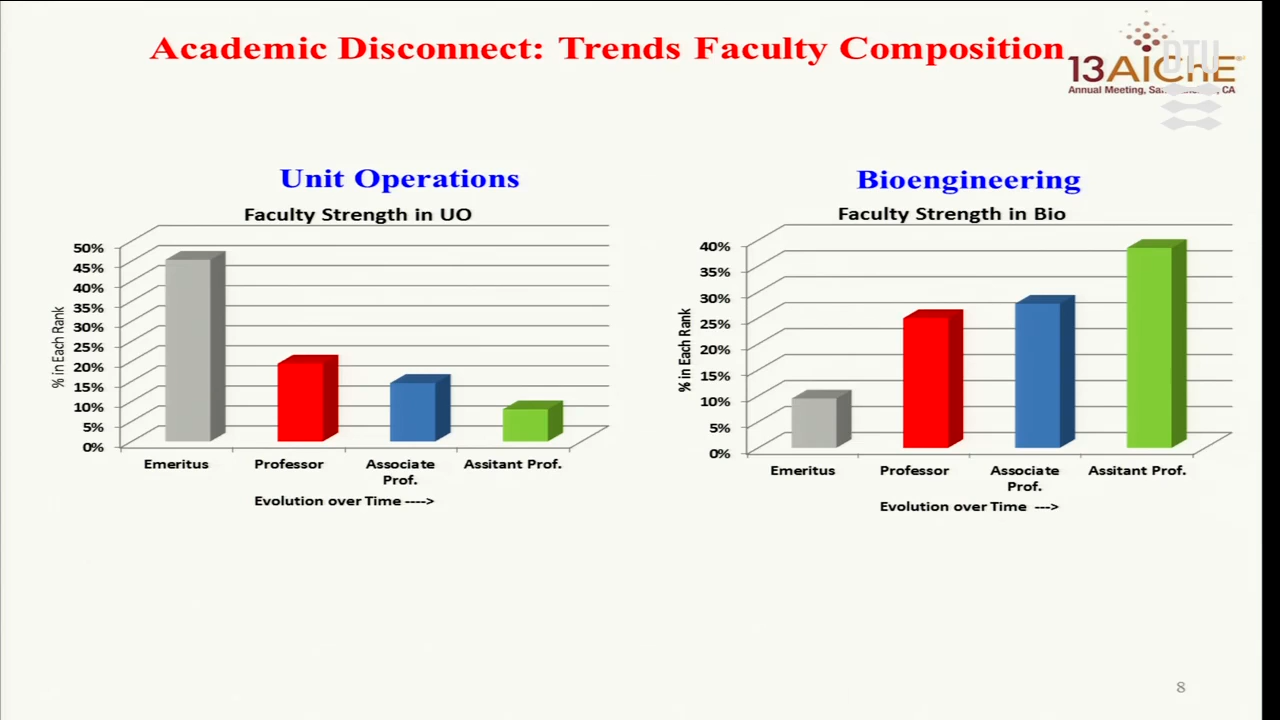 Academic Disconnect: Trends Faculty Composition
13AIChE
Annual Meeting, San , CA
DTU
Unit Operations
Faculty Strength in UO
50%
45%
40%
35%
30%
25%
20%
15%
10%
5%
0%
% in Each Rank
Emeritus
Professor
Associate
Prof.
Assitant Prof.
Evolution over Time ---->
Bioengineering
Faculty Strength in Bio
40%
35%
30%
25%
20%
15%
10%
5%
0%
% in Each Rank
Emeritus
Professor
Associate
Prof.
Assitant Prof.
Evolution over Time --->
8